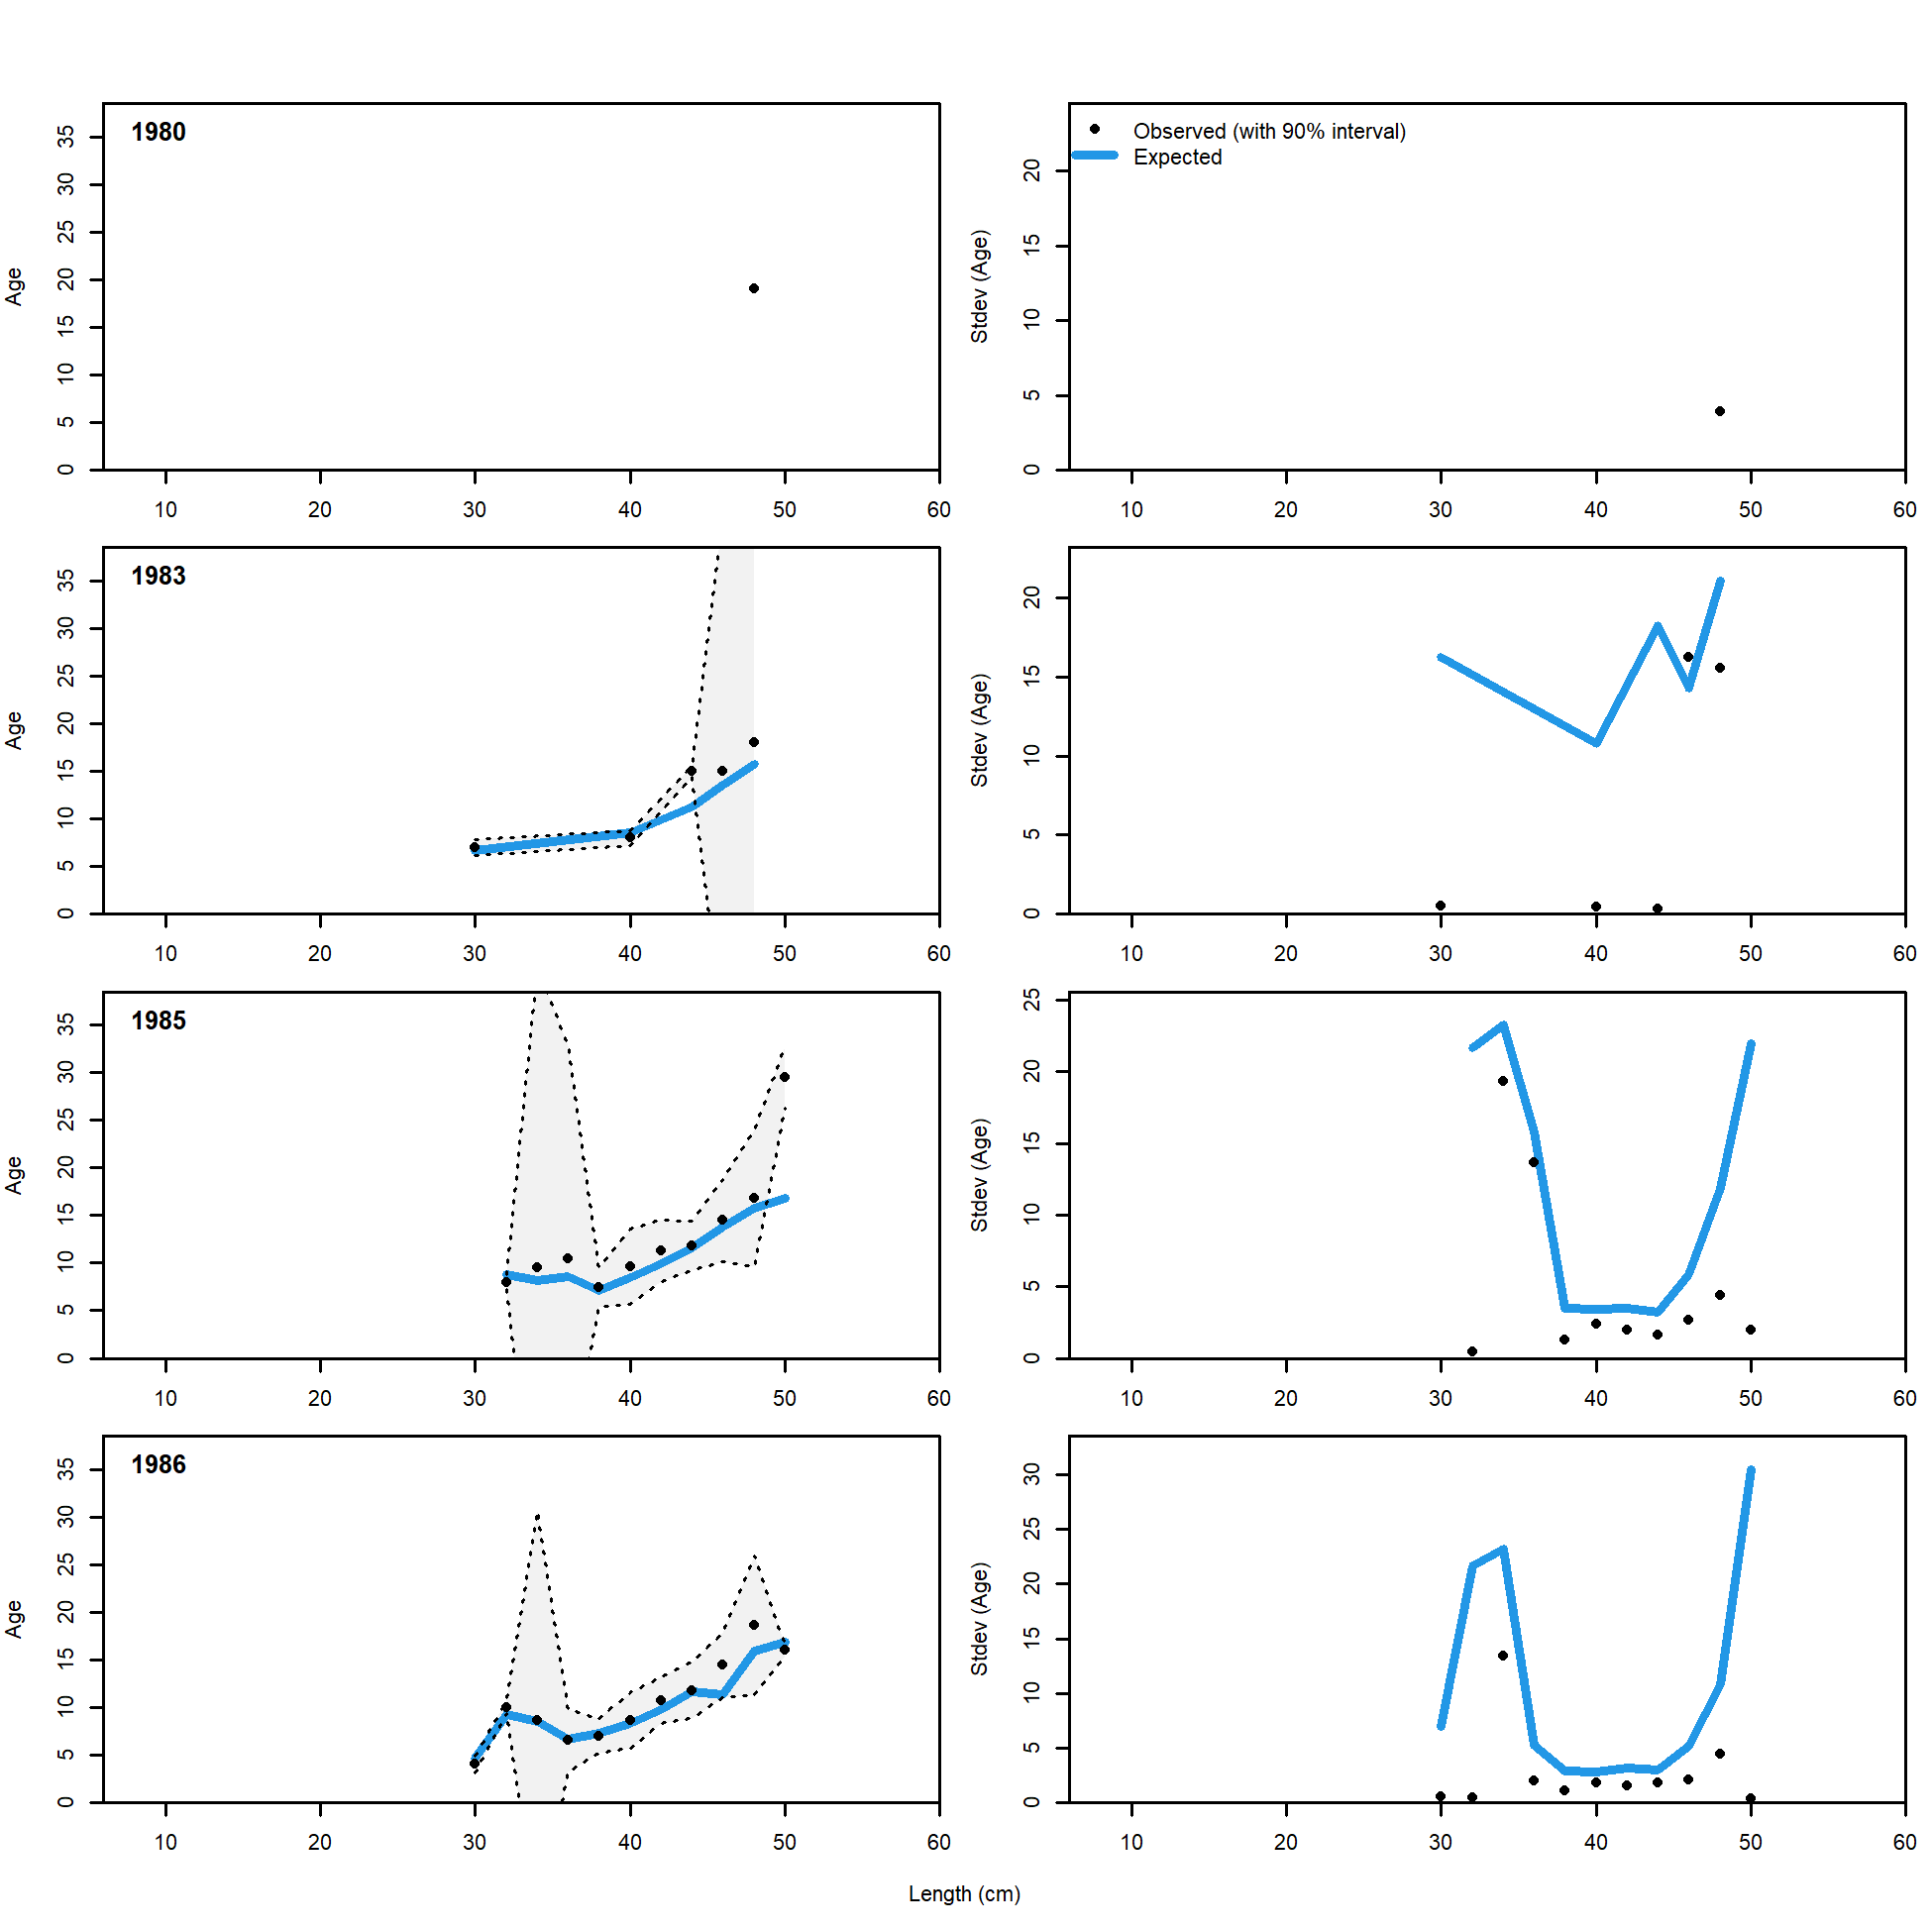 1980
Age
0 5 10 15 20 25 30 35
10 20 30 40 50 60
Observed (with 90% interval)
Expected
Stdev (Age)
0 5 10 15 20
10 20 30 40 50 60
1983
Age
0 5 10 15 20 25 30 35
10 20 30 40 50 60
Stdev (Age)
0 5 10 15 20
10 20 30 40 50 60
1985
Age
0 5 10 15 20 25 30 35
10 20 30 40 50 60
Stdev (Age)
0 5 10 15 20 25
10 20 30 40 50 60
1986
Age
0 5 10 15 20 25 30 35
10 20 30 40 50 60
Stdev (Age)
0 5 10 15 20 25 30
10 20 30 40 50 60
Length (cm)